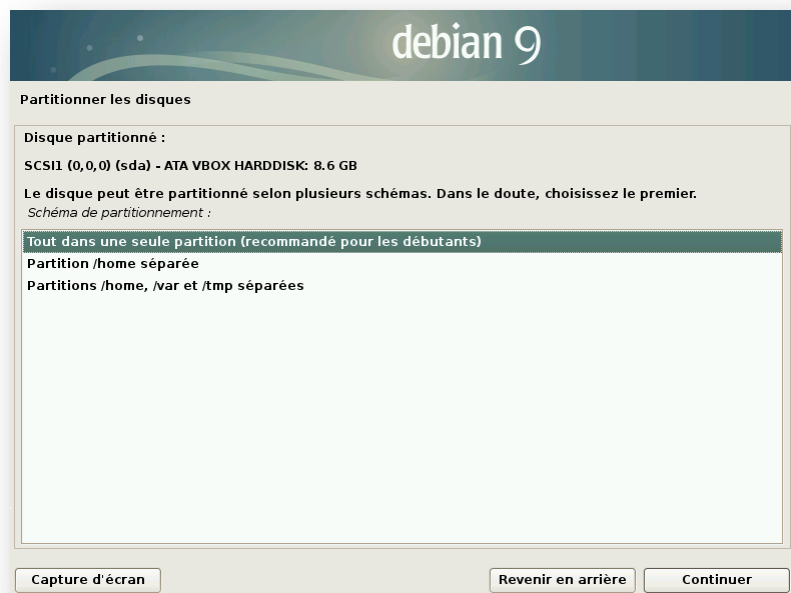 debian 9
Partitionner les disques
Disque partitionné :
SCSI1 (0,0,0) (sda) - ATA VBOX HARDDISK: 8.6 GB
Le disque peut être partitionné selon plusieurs schémas. Dans le doute, choisissez le premier.
Schéma de partitionnement :
Tout dans une seule partition (recommandé pour les débutants)
Partition /home séparée
Partitions /home, /var et /tmp séparées
Capture d'écran
Revenir en arrière
Continuer